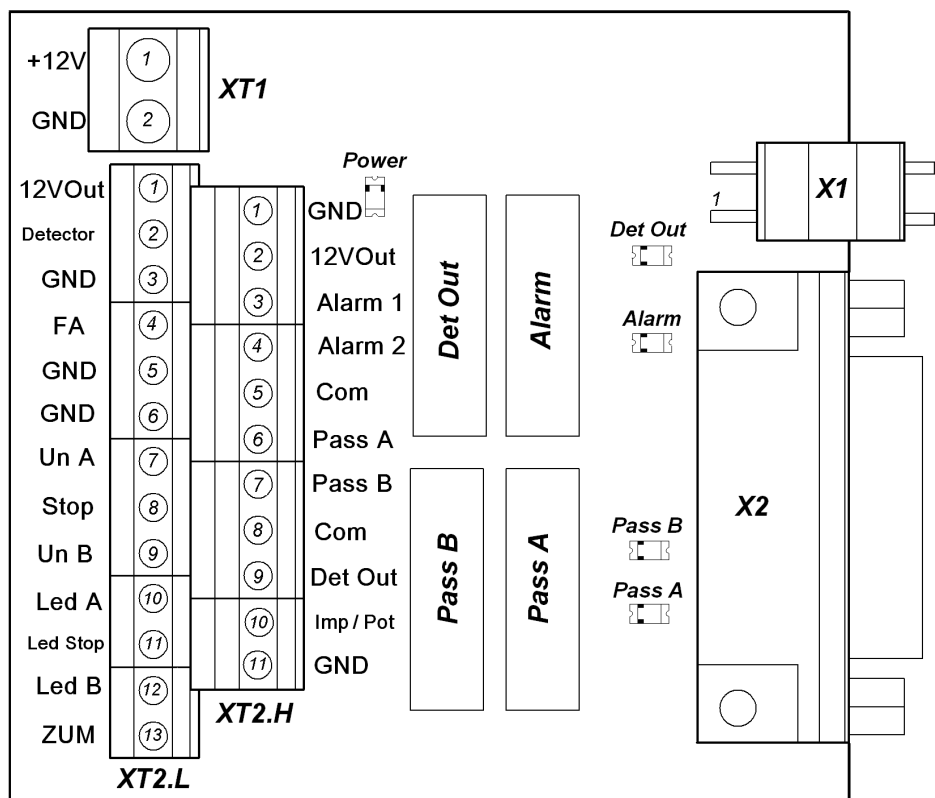 +12V
1
XT1
GND
2
12VOut
1
Detector
2
GND
3
FA
4
GND
5
GND
6
Un A
7
Stop
8
Un B
9
Led A
10
Led Stop
11
Led B
12
ZUM
13
XT2.L
1
GND
2
12VOut
3
Alarm 1
4
Alarm 2
5
Com
6
Pass A
7
Pass B
8
Com
9
Det Out
10
Imp / Pot
11
GND
XT2.H
Power
Det Out
Alarm
Pass B
Pass A
Det Out
Alarm
Pass B
Pass A
1
X1
X2